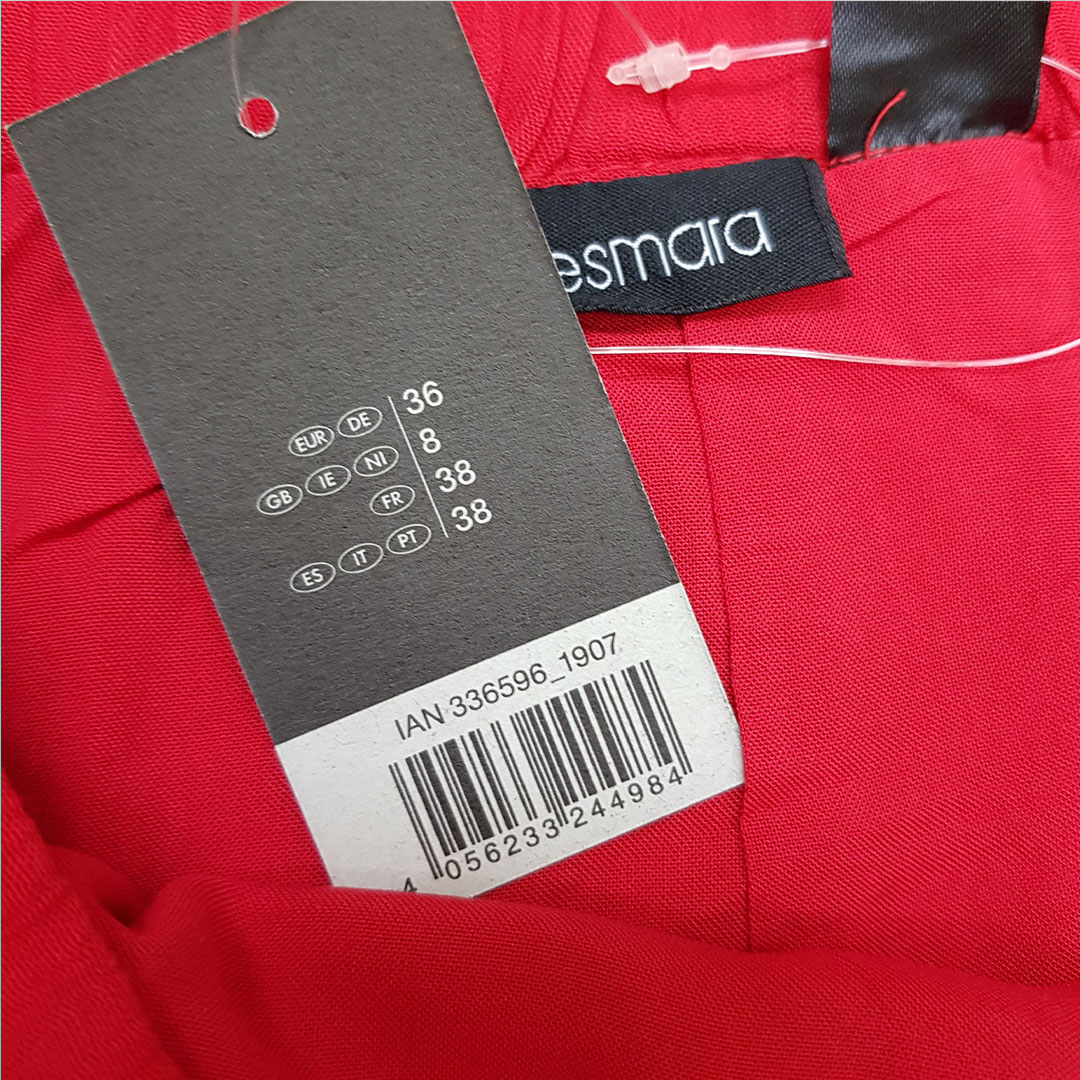 esmara
EUR DE 36
GB IE NI 8
FR 38
ES IT PT 38
IAN 336596_1907
4 056233 244984